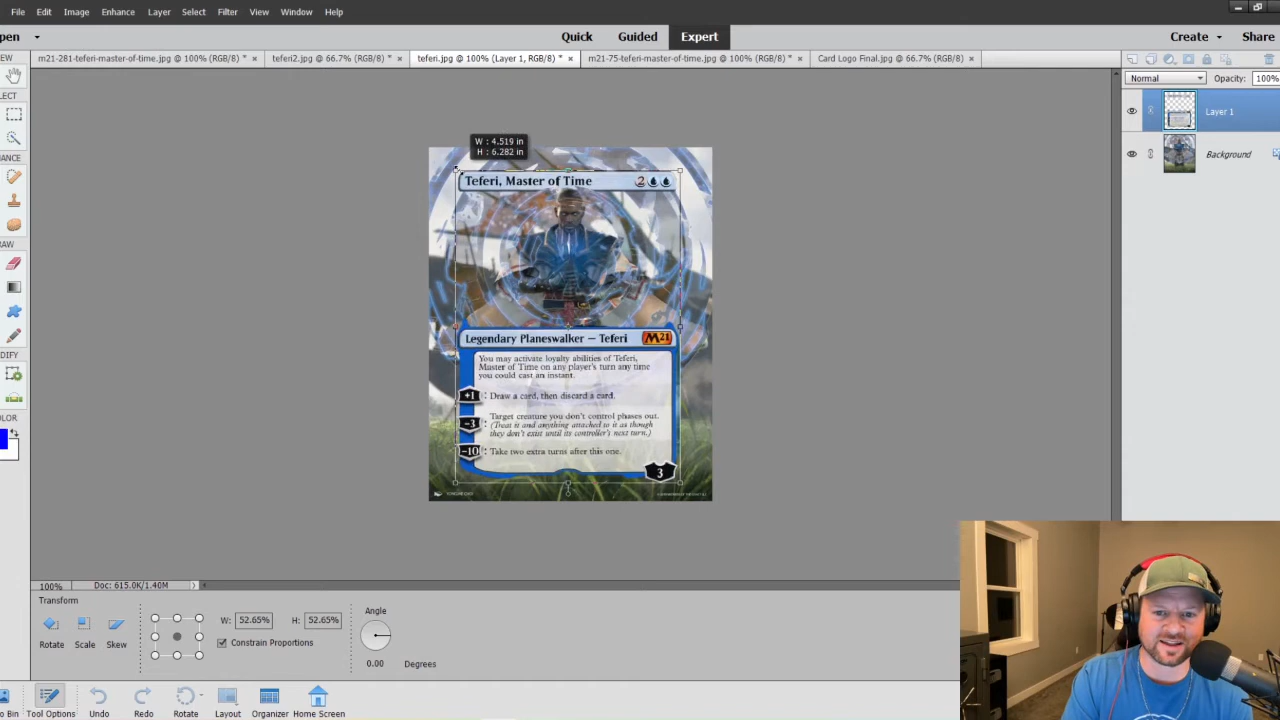 File Edit Image Enhance Layer Select Filter View Window Help
pen
Quick Guided Expert
Create Share
m21-281-teferi-master-of-time.jpg @ 100% (RGB/8) * ×
teferi2.jpg @ 66.7% (RGB/8) * ×
teferi.jpg @ 100% (Layer 1, RGB/8) * ×
m21-75-teferi-master-of-time.jpg @ 100% (RGB/8) * ×
Card Logo Final.jpg @ 66.7% (RGB/8) ×
EW
LECT
HANCE
RAW
DIFY
OLOR
Normal Opacity: 100%
Layer 1
Background
W : 4.519 in
H : 6.282 in
Teferi, Master of Time 2
Legendary Planeswalker — Teferi M21
You may activate loyalty abilities of Teferi,
Master of Time on any player's turn any time
you could cast an instant.
+1 : Draw a card, then discard a card.
Target creature you don't control phases out.
−3 : (Treat it and anything attached to it as though
they don't exist until its controller's next turn.)
−10 : Take two extra turns after this one.
3
100% Doc: 615.0K/1.40M
Transform
Rotate Scale Skew
W: 52.65% H: 52.65%
Constrain Proportions
Angle
0.00 Degrees
o Bin Tool Options Undo Redo Rotate Layout Organizer Home Screen